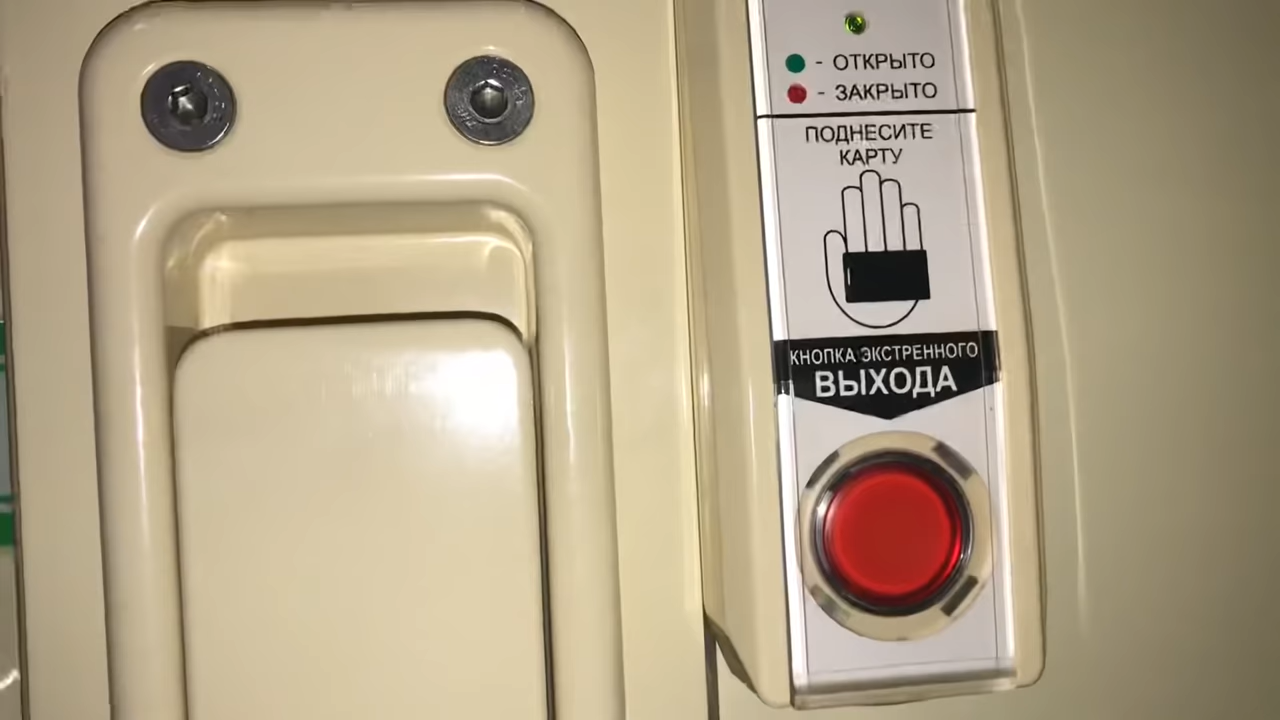 - ОТКРЫТО
- ЗАКРЫТО
ПОДНЕСИТЕ
КАРТУ
КНОПКА ЭКСТРЕННОГО
ВЫХОДА